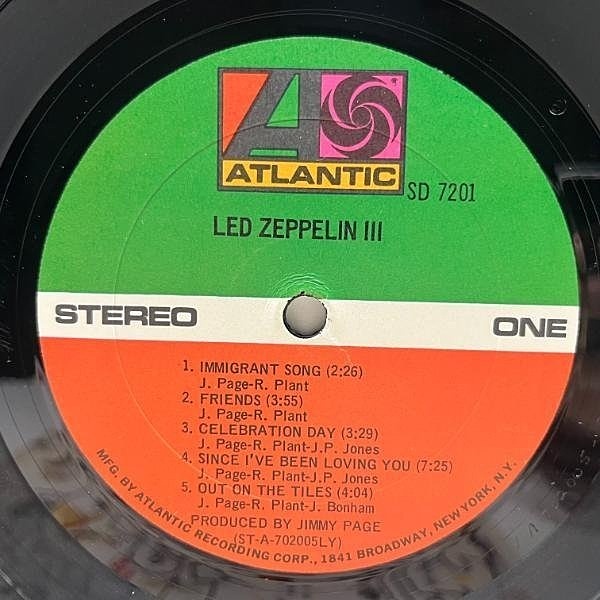 ATLANTIC
SD 7201
LED ZEPPELIN III
STEREO
ONE
1. IMMIGRANT SONG (2:26)
J. Page-R. Plant
2. FRIENDS (3:55)
J. Page-R. Plant
3. CELEBRATION DAY (3:29)
J. Page-R. Plant-J.P. Jones
4. SINCE I'VE BEEN LOVING YOU (7:25)
J. Page-R. Plant-J.P. Jones
5. OUT ON THE TILES (4:04)
J. Page-R. Plant-J. Bonham
PRODUCED BY JIMMY PAGE
(ST-A-702005LY)
MFG. BY ATLANTIC RECORDING CORP., 1841 BROADWAY, NEW YORK, N.Y.